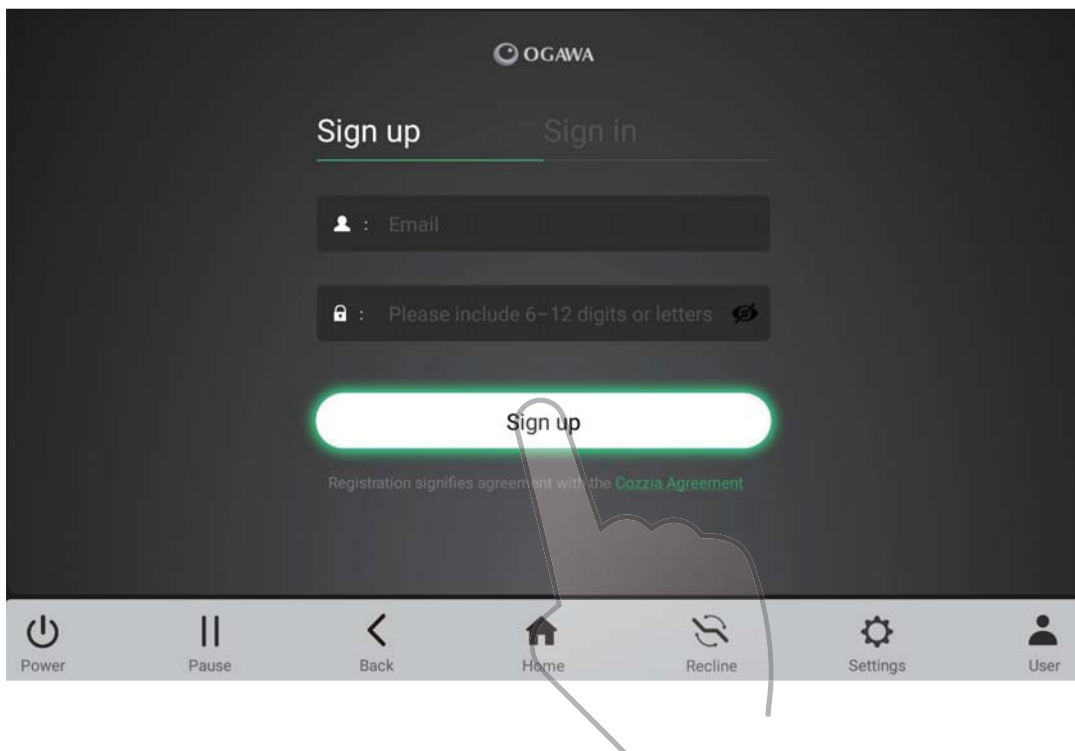 OGAWA
Sign up Sign in
: Email
: Please include 6–12 digits or letters
Sign up
Registration signifies agreement with the Cozzia Agreement
Power Pause Back Home Recline Settings User